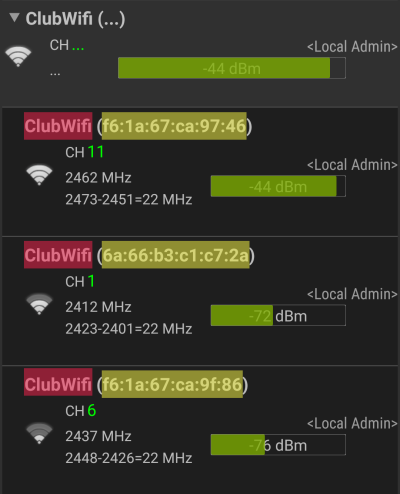 ClubWifi (...)
CH ...
<Local Admin>
...
-44 dBm
ClubWifi (f6:1a:67:ca:97:46)
CH 11
<Local Admin>
2462 MHz
-44 dBm
2473-2451=22 MHz
ClubWifi (6a:66:b3:c1:c7:2a)
CH 1
<Local Admin>
2412 MHz
-72 dBm
2423-2401=22 MHz
ClubWifi (f6:1a:67:ca:9f:86)
CH 6
<Local Admin>
2437 MHz
-76 dBm
2448-2426=22 MHz